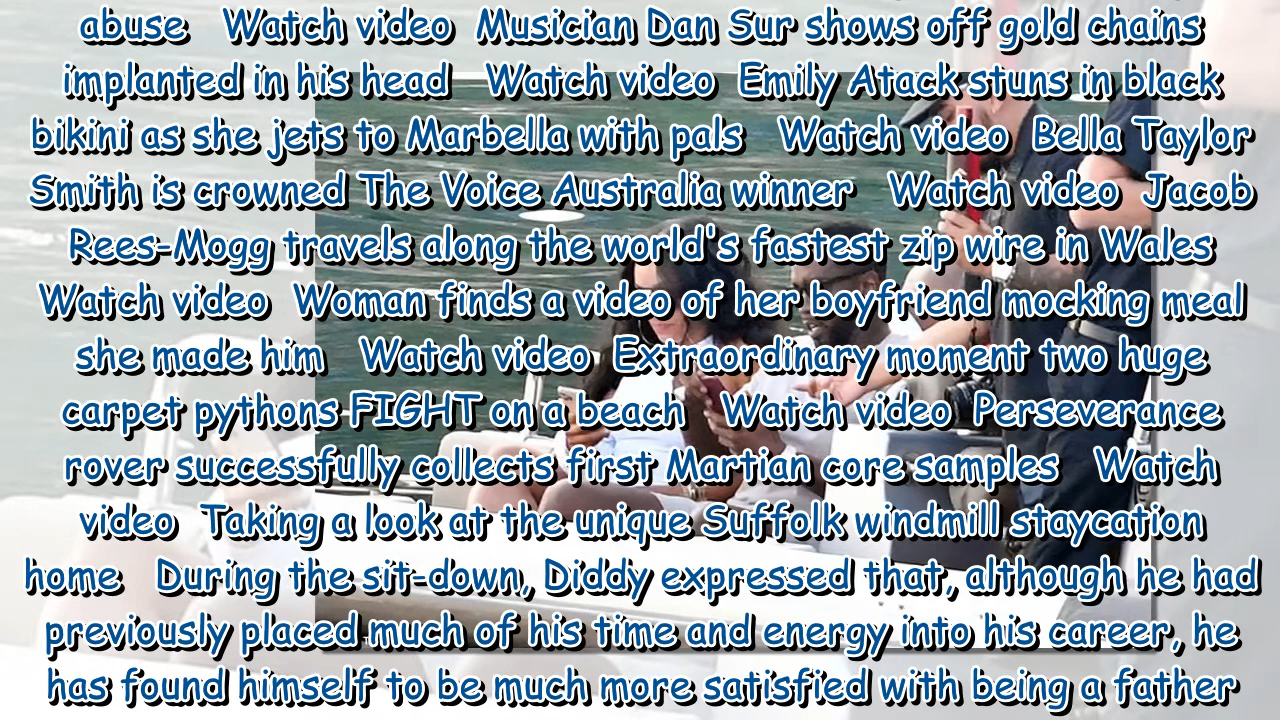 abuse Watch video Musician Dan Sur shows off gold chains
implanted in his head Watch video Emily Atack stuns in black
bikini as she jets to Marbella with pals Watch video Bella Taylor
Smith is crowned The Voice Australia winner Watch video Jacob
Rees-Mogg travels along the world's fastest zip wire in Wales
Watch video Woman finds a video of her boyfriend mocking meal
she made him Watch video Extraordinary moment two huge
carpet pythons FIGHT on a beach Watch video Perseverance
rover successfully collects first Martian core samples Watch
video Taking a look at the unique Suffolk windmill staycation
home During the sit-down, Diddy expressed that, although he had
previously placed much of his time and energy into his career, he
has found himself to be much more satisfied with being a father